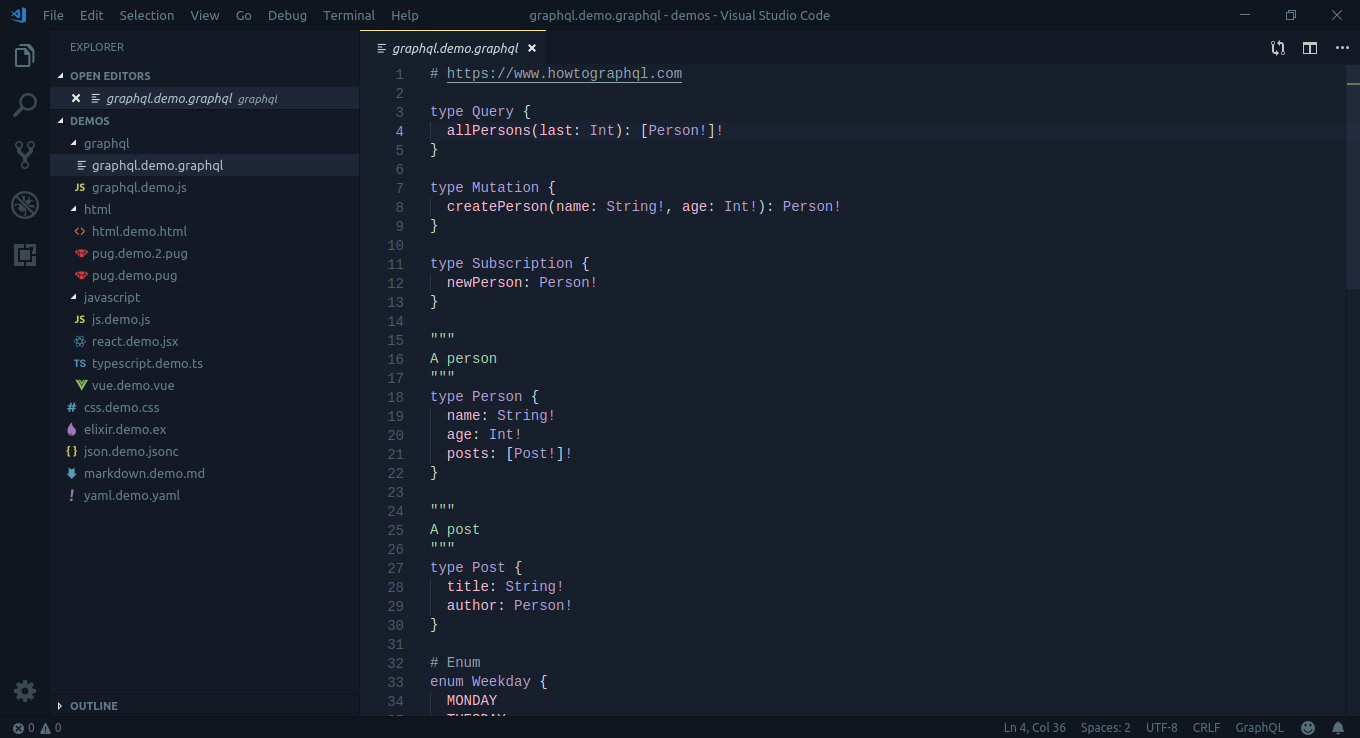 File Edit Selection View Go Debug Terminal Help graphql.demo.graphql - demos - Visual Studio Code
EXPLORER
OPEN EDITORS
graphql.demo.graphql graphql
DEMOS
graphql
graphql.demo.graphql
JS graphql.demo.js
html
<> html.demo.html
pug.demo.2.pug
pug.demo.pug
javascript
JS js.demo.js
react.demo.jsx
TS typescript.demo.ts
vue.demo.vue
# css.demo.css
elixir.demo.ex
{} json.demo.jsonc
markdown.demo.md
! yaml.demo.yaml
OUTLINE
graphql.demo.graphql
1 # https://www.howtographql.com
2
3 type Query {
4   allPersons(last: Int): [Person!]!
5 }
6
7 type Mutation {
8   createPerson(name: String!, age: Int!): Person!
9 }
10
11 type Subscription {
12   newPerson: Person!
13 }
14
15 """
16 A person
17 """
18 type Person {
19   name: String!
20   age: Int!
21   posts: [Post!]!
22 }
23
24 """
25 A post
26 """
27 type Post {
28   title: String!
29   author: Person!
30 }
31
32 # Enum
33 enum Weekday {
34   MONDAY
35   TUESDAY
0 0 Ln 4, Col 36 Spaces: 2 UTF-8 CRLF GraphQL